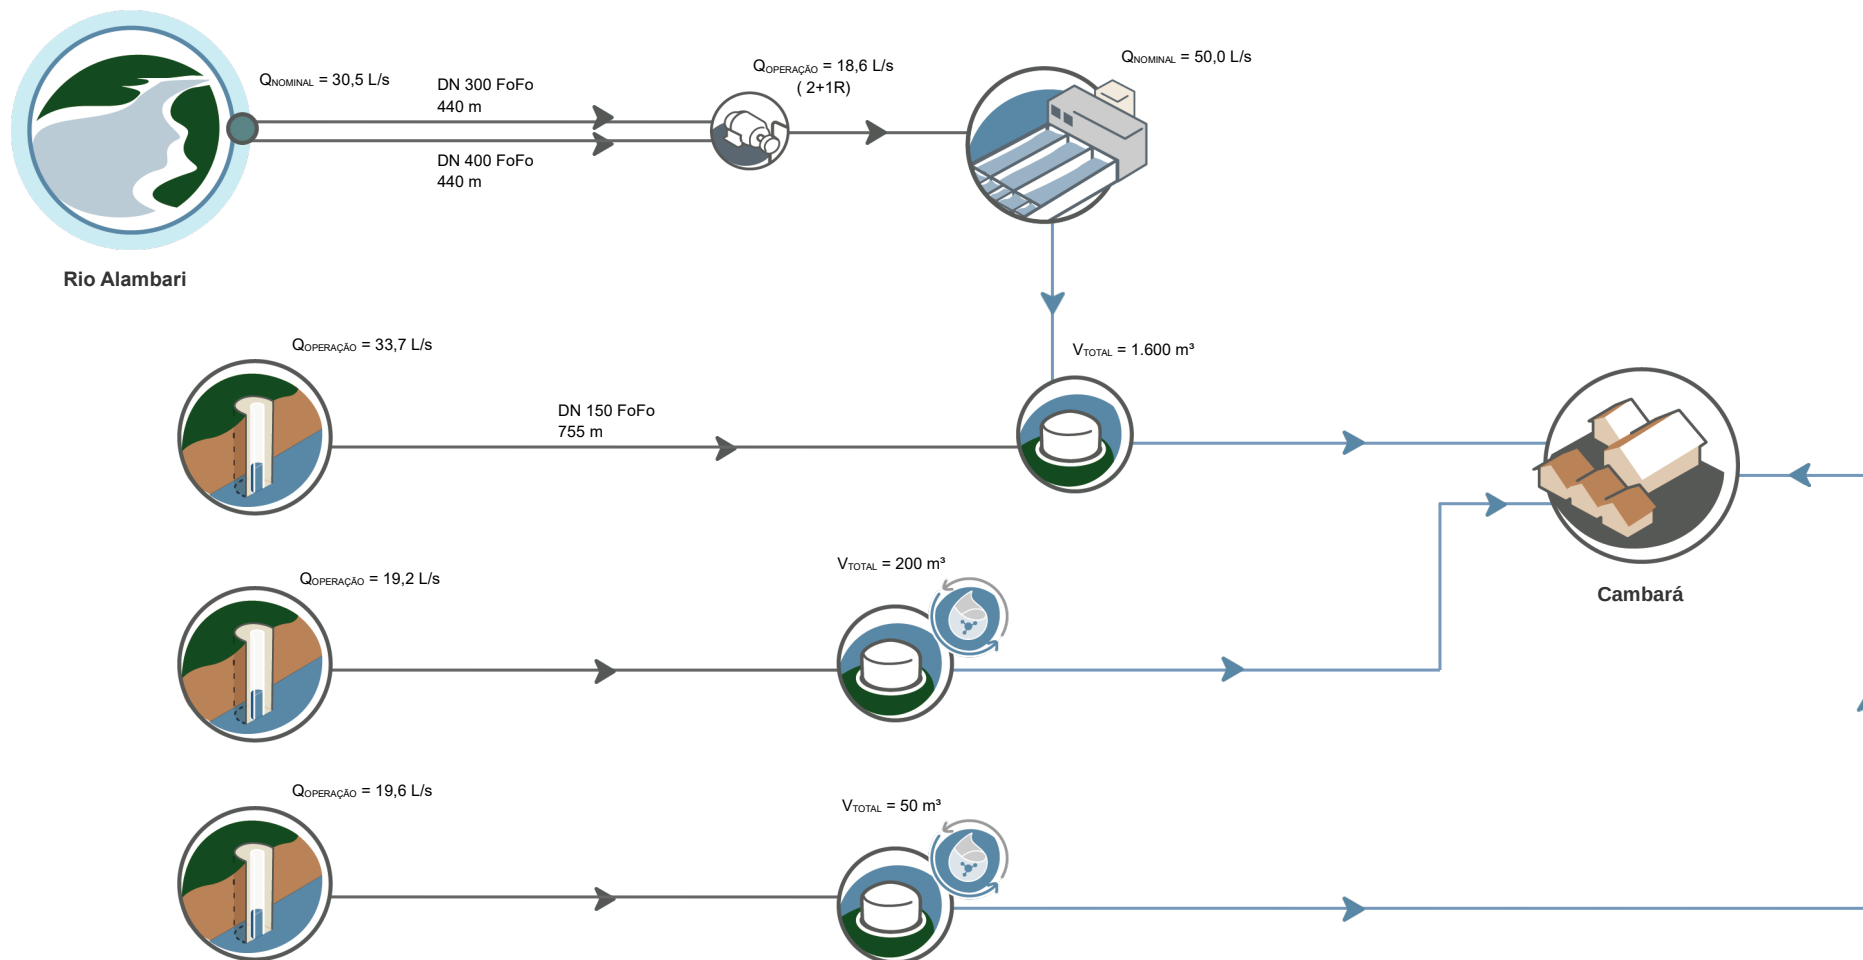 QNOMINAL = 30,5 L/s
DN 300 FoFo
440 m
DN 400 FoFo
440 m
QOPERAÇÃO = 18,6 L/s
( 2+1R)
QNOMINAL = 50,0 L/s
Rio Alambari
QOPERAÇÃO = 33,7 L/s
DN 150 FoFo
755 m
VTOTAL = 1.600 m³
QOPERAÇÃO = 19,2 L/s
VTOTAL = 200 m³
Cambará
QOPERAÇÃO = 19,6 L/s
VTOTAL = 50 m³